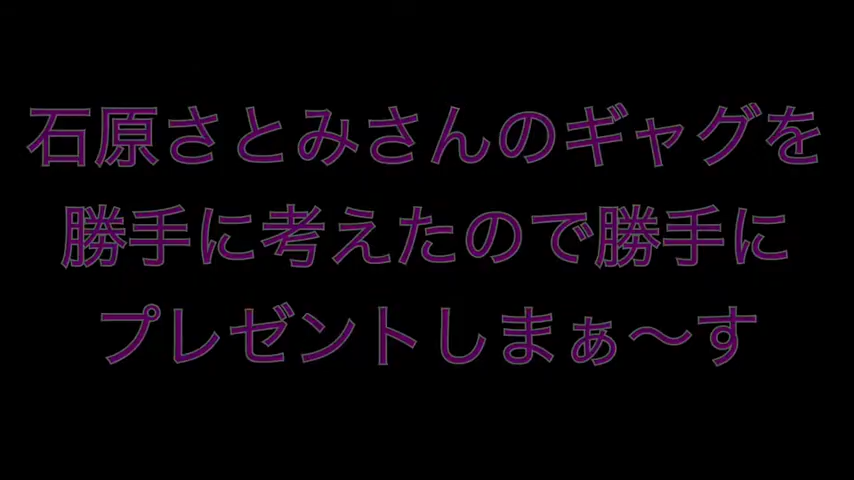 石原さとみさんのギャグを
勝手に考えたので勝手に
プレゼントしまぁ〜す